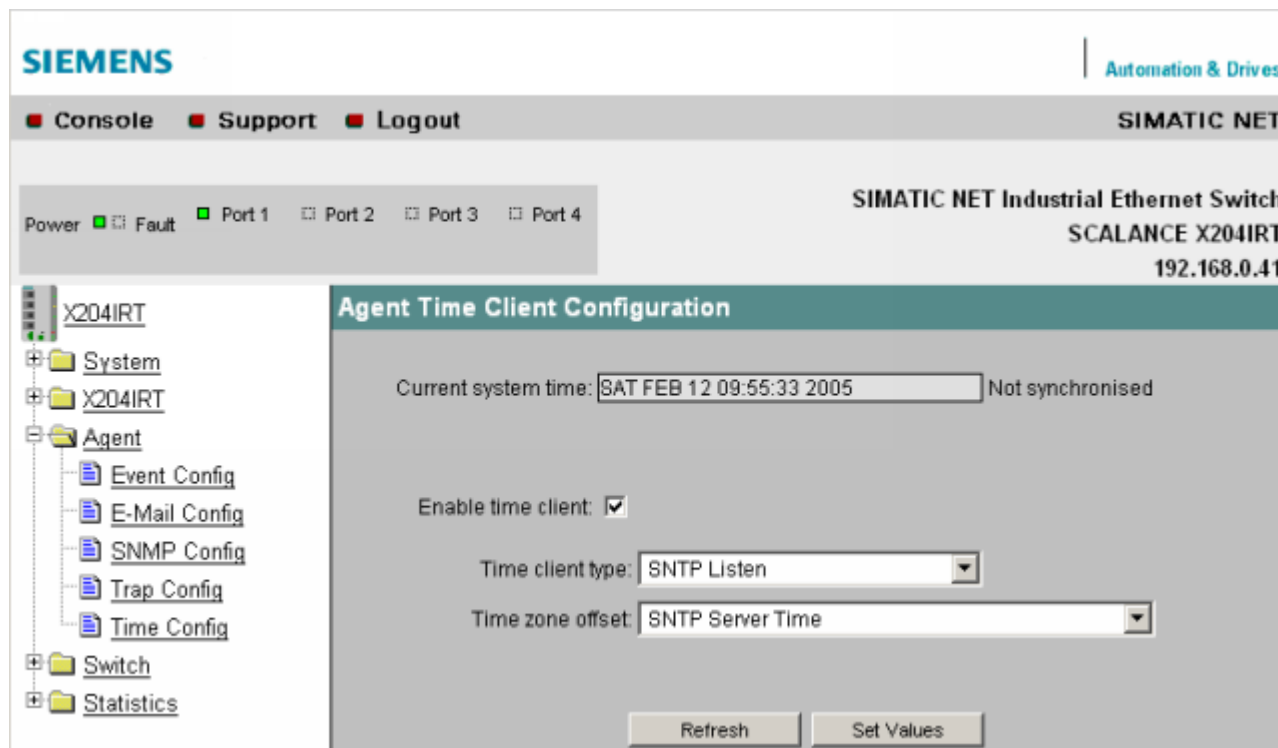 SIEMENS
Automation & Drives
Console Support Logout SIMATIC NET
Power Fault Port 1 Port 2 Port 3 Port 4
SIMATIC NET Industrial Ethernet Switch
SCALANCE X204IRT
192.168.0.41
X204IRT
System
X204IRT
Agent
Event Config
E-Mail Config
SNMP Config
Trap Config
Time Config
Switch
Statistics
Agent Time Client Configuration
Current system time: SAT FEB 12 09:55:33 2005 Not synchronised
Enable time client:
Time client type: SNTP Listen
Time zone offset: SNTP Server Time
Refresh Set Values